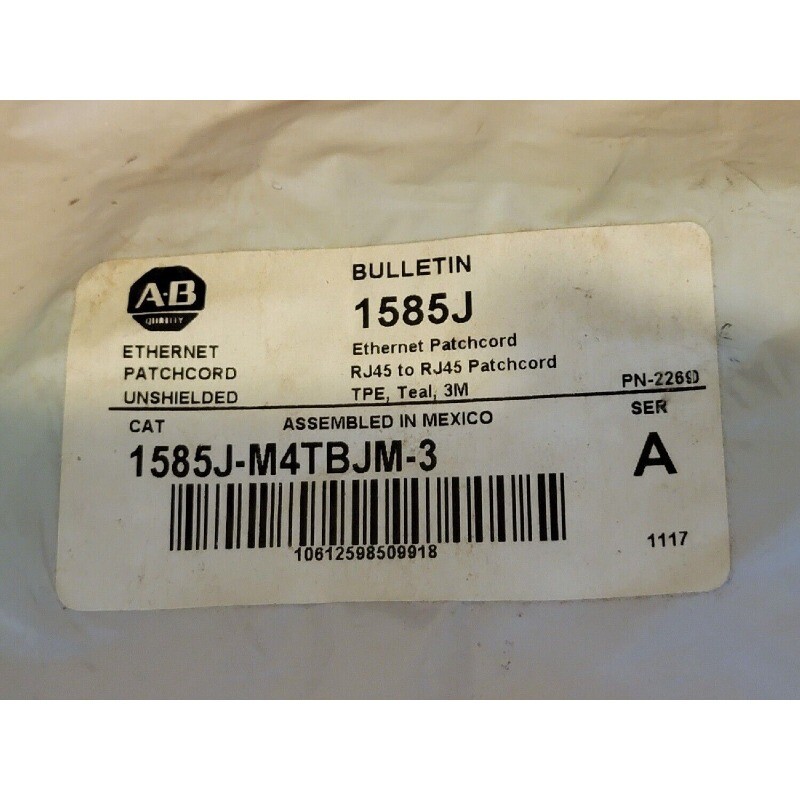 A-B
QUALITY
BULLETIN
1585J
ETHERNET
PATCHCORD
UNSHIELDED
Ethernet Patchcord
RJ45 to RJ45 Patchcord
TPE, Teal, 3M
CAT
ASSEMBLED IN MEXICO
SER
1585J-M4TBJM-3
A
10612598509918
1117